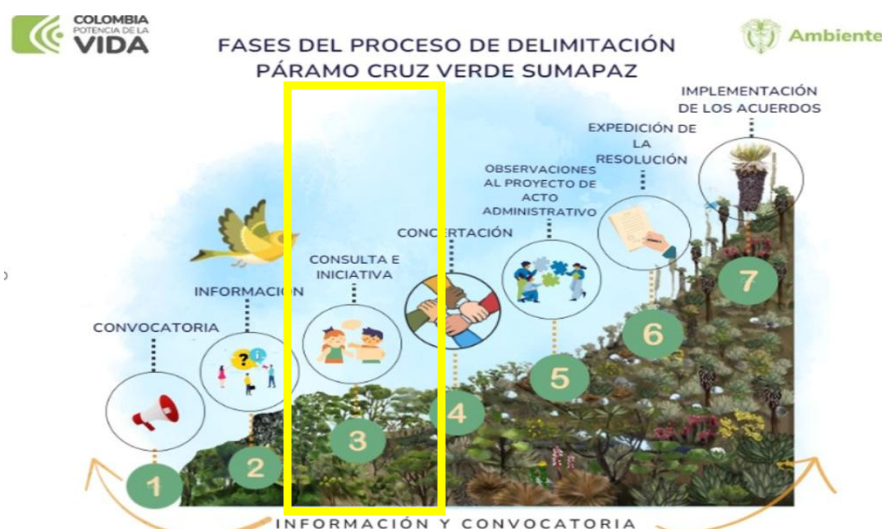 COLOMBIA
POTENCIA DE LA
VIDA
Ambiente
FASES DEL PROCESO DE DELIMITACIÓN
PÁRAMO CRUZ VERDE SUMAPAZ
CONVOCATORIA
1
INFORMACIÓN
? i
2
CONSULTA E
INICIATIVA
3
CONCERTACIÓN
4
OBSERVACIONES
AL PROYECTO DE
ACTO
ADMINISTRATIVO
5
EXPEDICIÓN DE
LA
RESOLUCIÓN
6
IMPLEMENTACIÓN
DE LOS ACUERDOS
7
INFORMACIÓN Y CONVOCATORIA